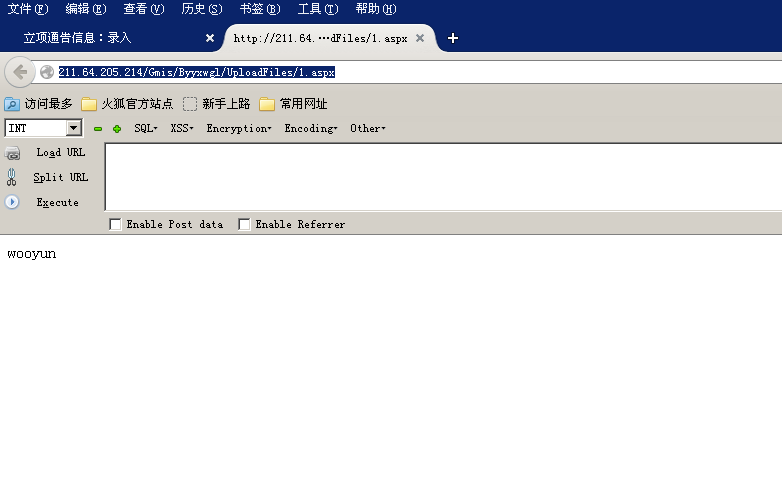 文件(F) 编辑(E) 查看(V) 历史(S) 书签(B) 工具(T) 帮助(H)
立项通告信息：录入 http://211.64.…dFiles/1.aspx
211.64.205.214/Gmis/Byyxwgl/UploadFiles/1.aspx
访问最多 火狐官方站点 新手上路 常用网址
INT SQL XSS Encryption Encoding Other
Load URL
Split URL
Execute
Enable Post data Enable Referrer
wooyun